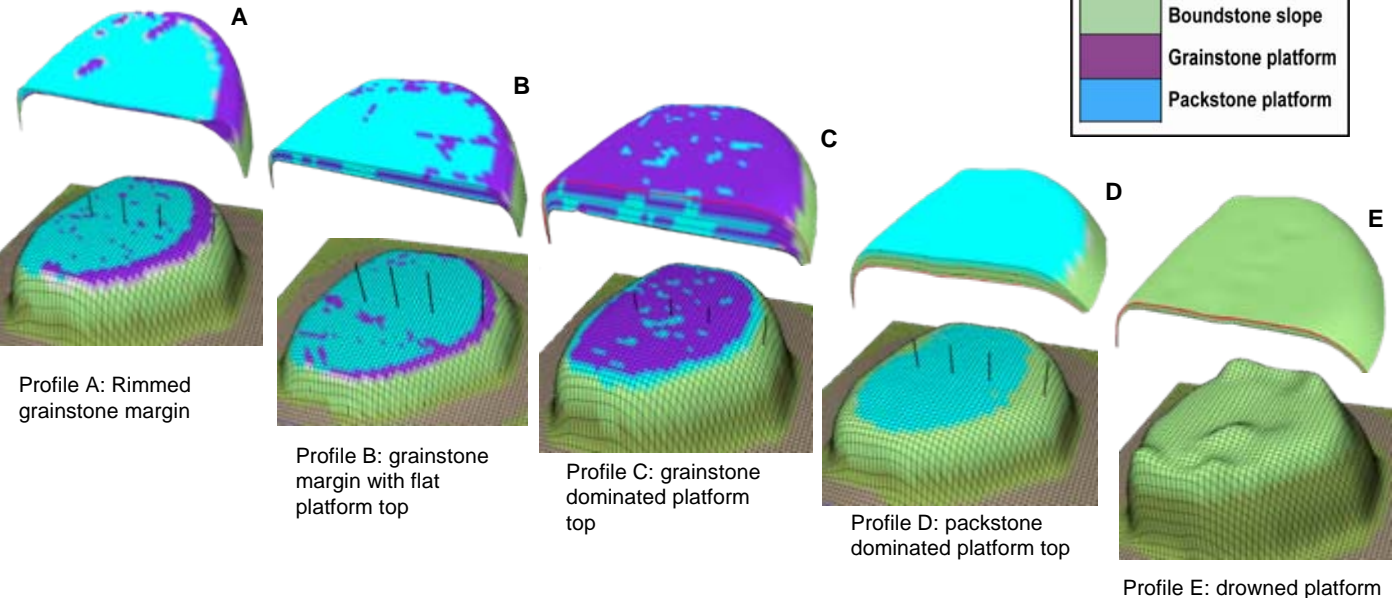 A
Boundstone slope
Grainstone platform
Packstone platform
B
C
D
E
Profile A: Rimmed
grainstone margin
Profile B: grainstone
margin with flat
platform top
Profile C: grainstone
dominated platform
top
Profile D: packstone
dominated platform top
Profile E: drowned platform